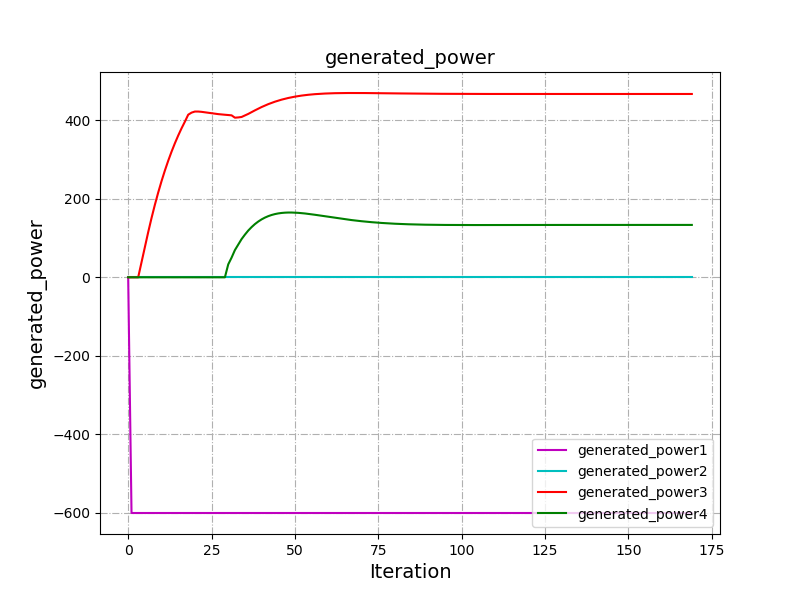 generated_power
generated_power
400
200
0
−200
−400
−600
generated_power1
generated_power2
generated_power3
generated_power4
0 25 50 75 100 125 150 175
Iteration